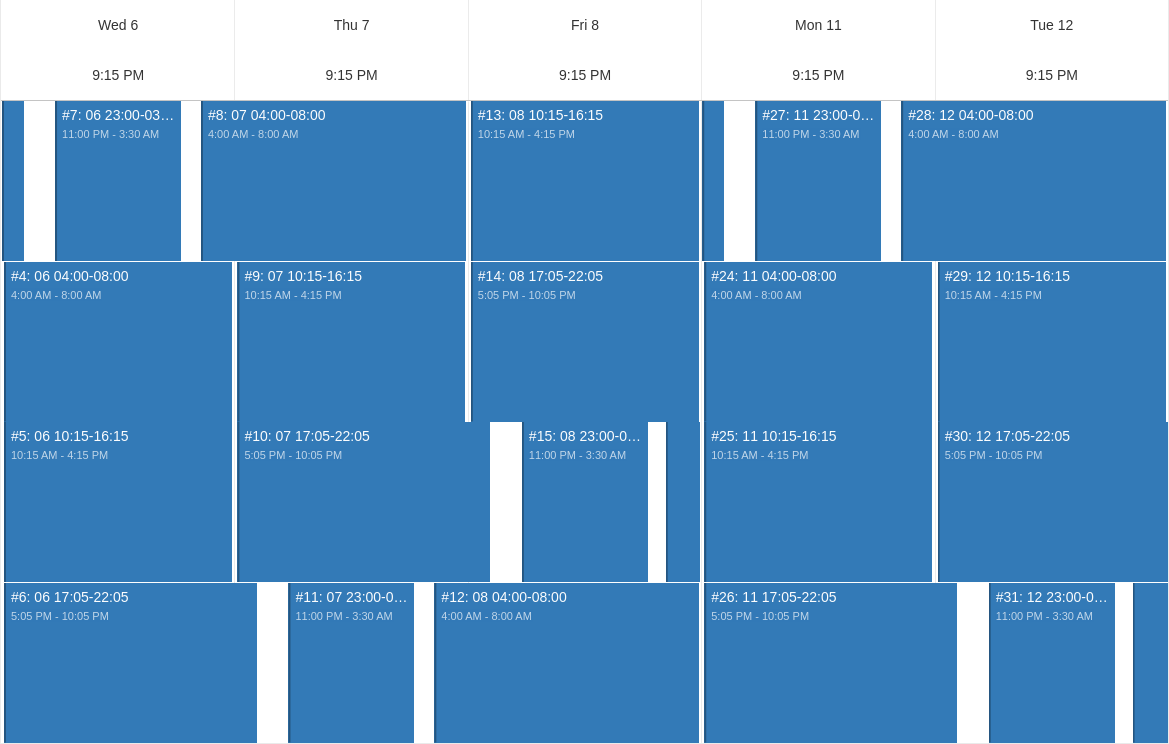 Wed 6
Thu 7
Fri 8
Mon 11
Tue 12
9:15 PM
9:15 PM
9:15 PM
9:15 PM
9:15 PM
#7: 06 23:00-03…
11:00 PM - 3:30 AM
#8: 07 04:00-08:00
4:00 AM - 8:00 AM
#13: 08 10:15-16:15
10:15 AM - 4:15 PM
#27: 11 23:00-0…
11:00 PM - 3:30 AM
#28: 12 04:00-08:00
4:00 AM - 8:00 AM
#4: 06 04:00-08:00
4:00 AM - 8:00 AM
#9: 07 10:15-16:15
10:15 AM - 4:15 PM
#14: 08 17:05-22:05
5:05 PM - 10:05 PM
#24: 11 04:00-08:00
4:00 AM - 8:00 AM
#29: 12 10:15-16:15
10:15 AM - 4:15 PM
#5: 06 10:15-16:15
10:15 AM - 4:15 PM
#10: 07 17:05-22:05
5:05 PM - 10:05 PM
#15: 08 23:00-0…
11:00 PM - 3:30 AM
#25: 11 10:15-16:15
10:15 AM - 4:15 PM
#30: 12 17:05-22:05
5:05 PM - 10:05 PM
#6: 06 17:05-22:05
5:05 PM - 10:05 PM
#11: 07 23:00-0…
11:00 PM - 3:30 AM
#12: 08 04:00-08:00
4:00 AM - 8:00 AM
#26: 11 17:05-22:05
5:05 PM - 10:05 PM
#31: 12 23:00-0…
11:00 PM - 3:30 AM